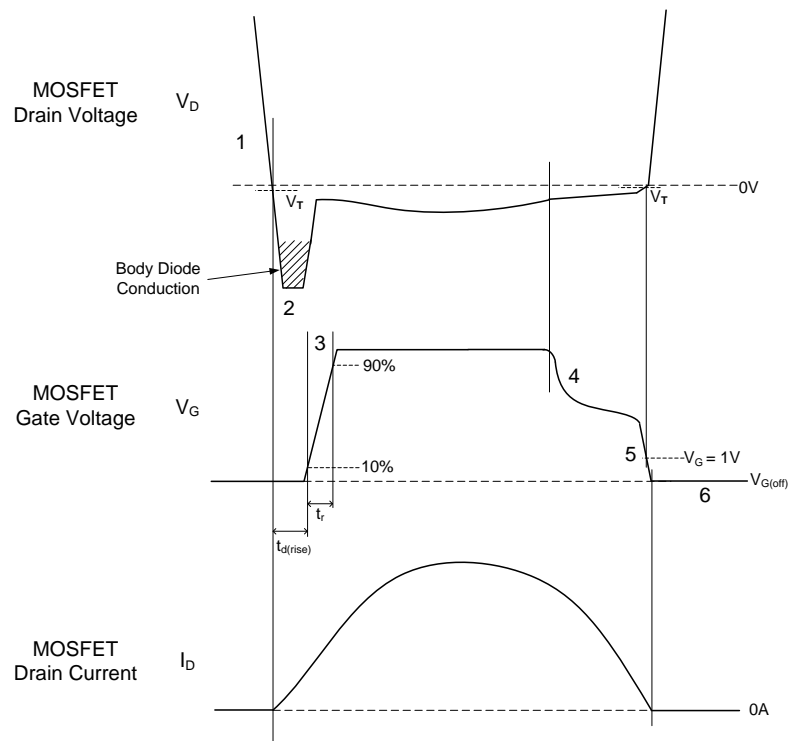 MOSFET
Drain Voltage
V_D
1
0V
V_T
V_T
Body Diode
Conduction
2
3
90%
4
MOSFET
Gate Voltage
V_G
5
V_G = 1V
10%
6
V_G(off)
t_r
t_d(rise)
MOSFET
Drain Current
I_D
0A